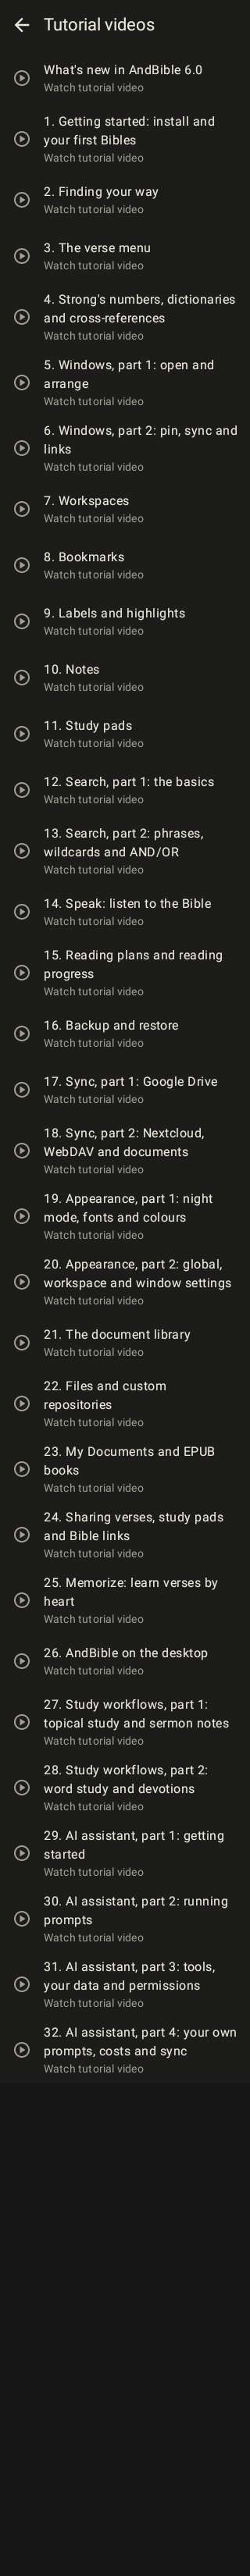 Tutorial videos
What's new in AndBible 6.0
Watch tutorial video
1. Getting started: install and
your first Bibles
Watch tutorial video
2. Finding your way
Watch tutorial video
3. The verse menu
Watch tutorial video
4. Strong's numbers, dictionaries
and cross-references
Watch tutorial video
5. Windows, part 1: open and
arrange
Watch tutorial video
6. Windows, part 2: pin, sync and
links
Watch tutorial video
7. Workspaces
Watch tutorial video
8. Bookmarks
Watch tutorial video
9. Labels and highlights
Watch tutorial video
10. Notes
Watch tutorial video
11. Study pads
Watch tutorial video
12. Search, part 1: the basics
Watch tutorial video
13. Search, part 2: phrases,
wildcards and AND/OR
Watch tutorial video
14. Speak: listen to the Bible
Watch tutorial video
15. Reading plans and reading
progress
Watch tutorial video
16. Backup and restore
Watch tutorial video
17. Sync, part 1: Google Drive
Watch tutorial video
18. Sync, part 2: Nextcloud,
WebDAV and documents
Watch tutorial video
19. Appearance, part 1: night
mode, fonts and colours
Watch tutorial video
20. Appearance, part 2: global,
workspace and window settings
Watch tutorial video
21. The document library
Watch tutorial video
22. Files and custom
repositories
Watch tutorial video
23. My Documents and EPUB
books
Watch tutorial video
24. Sharing verses, study pads
and Bible links
Watch tutorial video
25. Memorize: learn verses by
heart
Watch tutorial video
26. AndBible on the desktop
Watch tutorial video
27. Study workflows, part 1:
topical study and sermon notes
Watch tutorial video
28. Study workflows, part 2:
word study and devotions
Watch tutorial video
29. AI assistant, part 1: getting
started
Watch tutorial video
30. AI assistant, part 2: running
prompts
Watch tutorial video
31. AI assistant, part 3: tools,
your data and permissions
Watch tutorial video
32. AI assistant, part 4: your own
prompts, costs and sync
Watch tutorial video